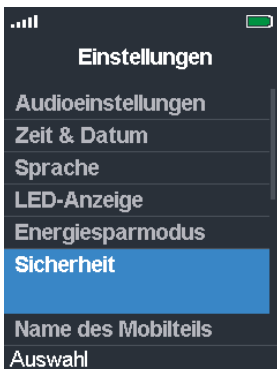 Einstellungen
Audioeinstellungen
Zeit & Datum
Sprache
LED-Anzeige
Energiesparmodus
Sicherheit
Name des Mobilteils
Auswahl